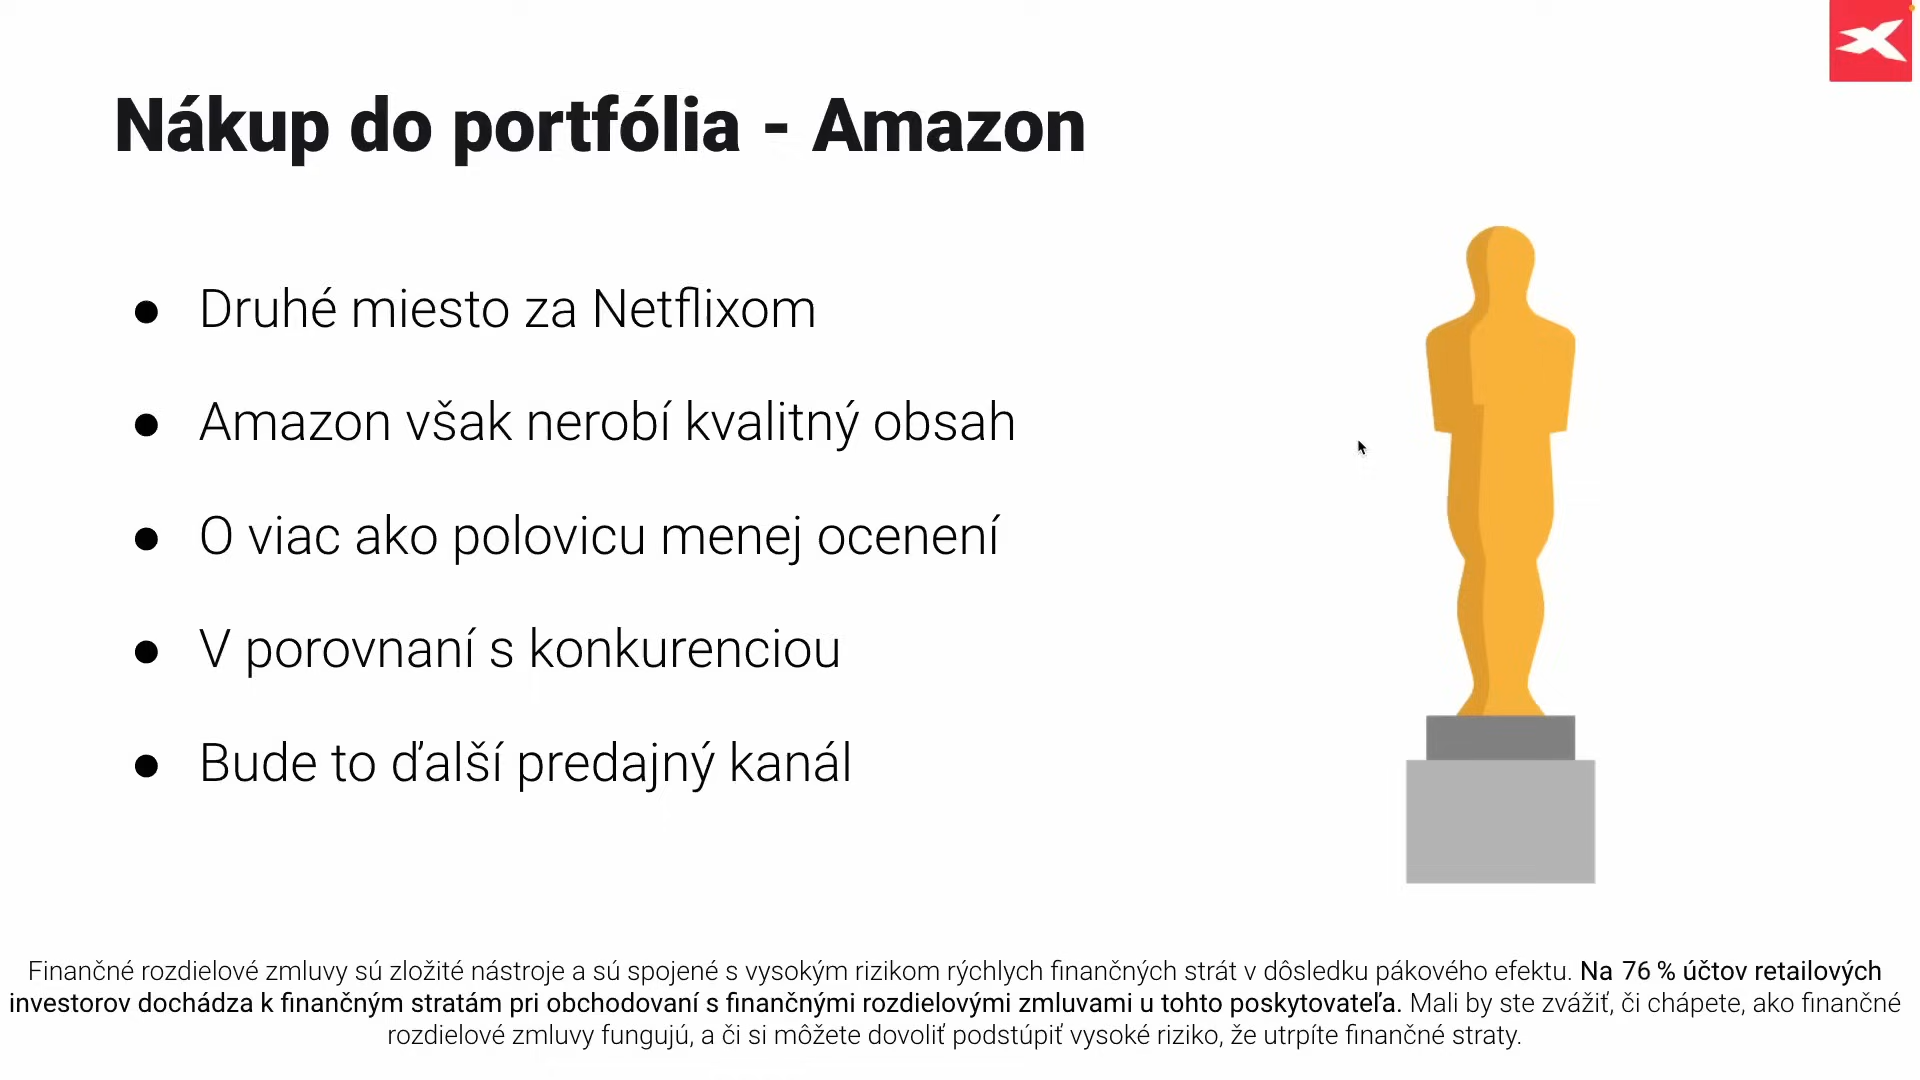 Nákup do portfólia - Amazon
● Druhé miesto za Netflixom
● Amazon však nerobí kvalitný obsah
● O viac ako polovicu menej ocenení
● V porovnaní s konkurenciou
● Bude to ďalší predajný kanál
Finančné rozdielové zmluvy sú zložité nástroje a sú spojené s vysokým rizikom rýchlych finančných strát v dôsledku pákového efektu. Na 76 % účtov retailových
investorov dochádza k finančným stratám pri obchodovaní s finančnými rozdielovými zmluvami u tohto poskytovateľa. Mali by ste zvážiť, či chápete, ako finančné
rozdielové zmluvy fungujú, a či si môžete dovoliť podstúpiť vysoké riziko, že utrpíte finančné straty.